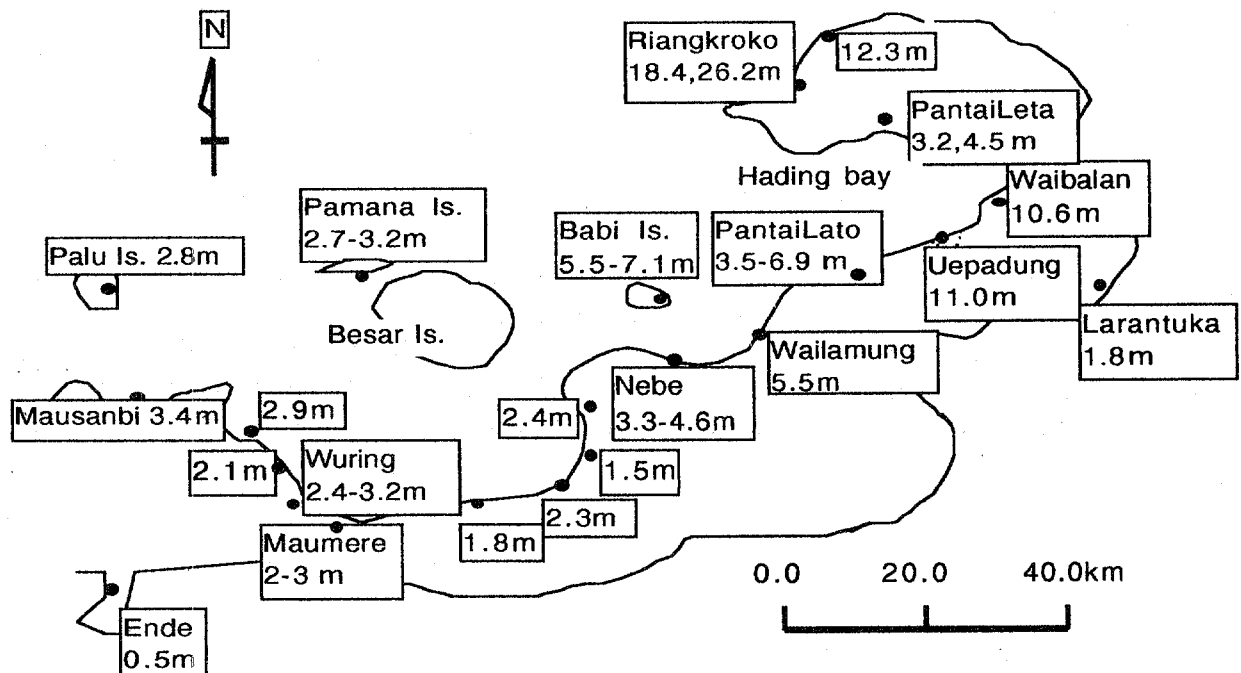 N
Riangkroko
18.4,26.2m
12.3m
PantaiLeta
3.2,4.5 m
Hading bay
Waibalan
10.6m
Pamana Is.
2.7-3.2m
Babi Is.
5.5-7.1m
PantaiLato
3.5-6.9 m
Palu Is. 2.8m
Uepadung
11.0m
Besar Is.
Larantuka
1.8m
Wailamung
5.5m
Nebe
3.3-4.6m
Mausanbi 3.4m
2.9m
2.4m
2.1m
Wuring
2.4-3.2m
1.5m
2.3m
1.8m
Maumere
2-3 m
0.0 20.0 40.0km
Ende
0.5m